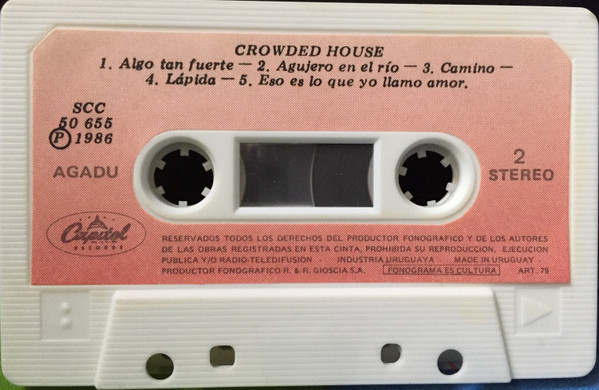 CROWDED HOUSE
1. Algo tan fuerte — 2. Agujero en el río — 3. Camino —
4. Lápida — 5. Eso es lo que yo llamo amor.
SCC
50 655
Ⓟ 1986
AGADU
2
STEREO
Capitol
RECORDS
RESERVADOS TODOS LOS DERECHOS DEL PRODUCTOR FONOGRAFICO Y DE LOS AUTORES
DE LAS OBRAS REGISTRADAS EN ESTA CINTA, PROHIBIDA SU REPRODUCCION, EJECUCION
PUBLICA Y/O RADIO-TELEDIFUSION · INDUSTRIA URUGUAYA MADE IN URUGUAY ·
PRODUCTOR FONOGRAFICO R. & R. GIOSCIA S.A. FONOGRAMA ES CULTURA ART. 79